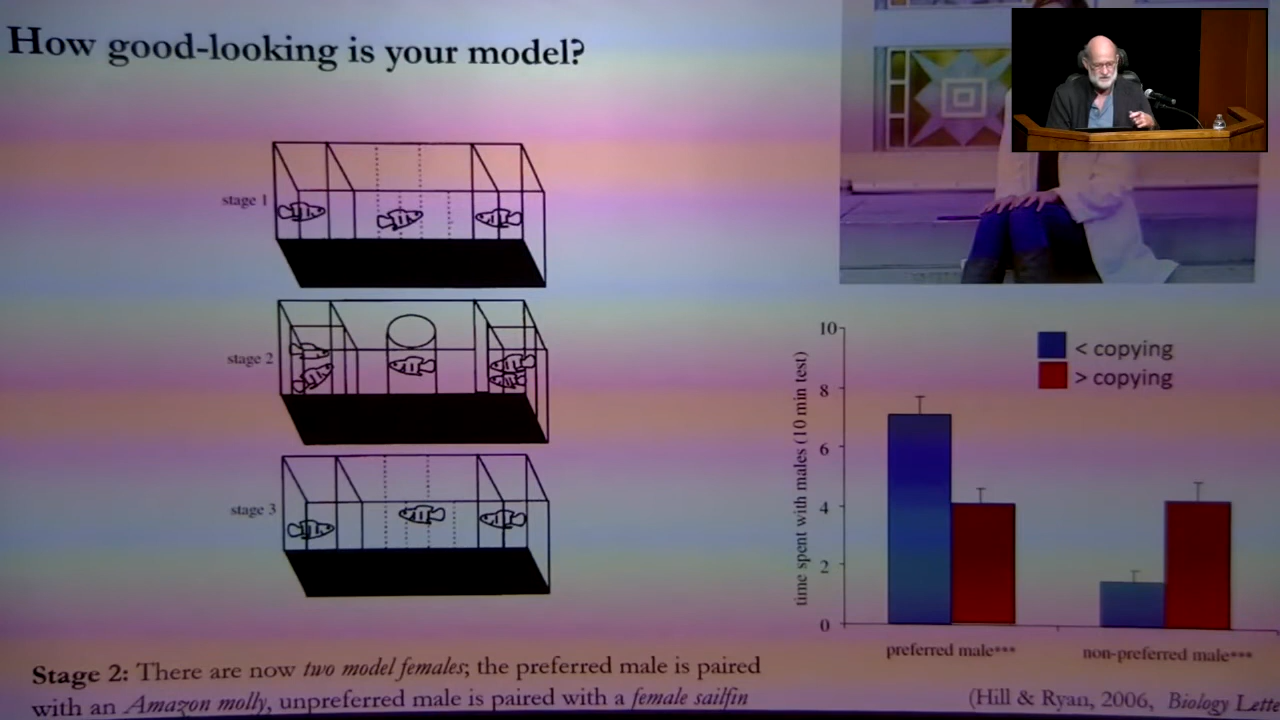 How good-looking is your model?
stage 1
stage 2
stage 3
10
8
6
4
2
0
time spent with males (10 min test)
< copying
> copying
preferred male***
non-preferred male***
Stage 2: There are now two model females; the preferred male is paired
with an Amazon molly, unpreferred male is paired with a female sailfin
(Hill & Ryan, 2006, Biology Lette